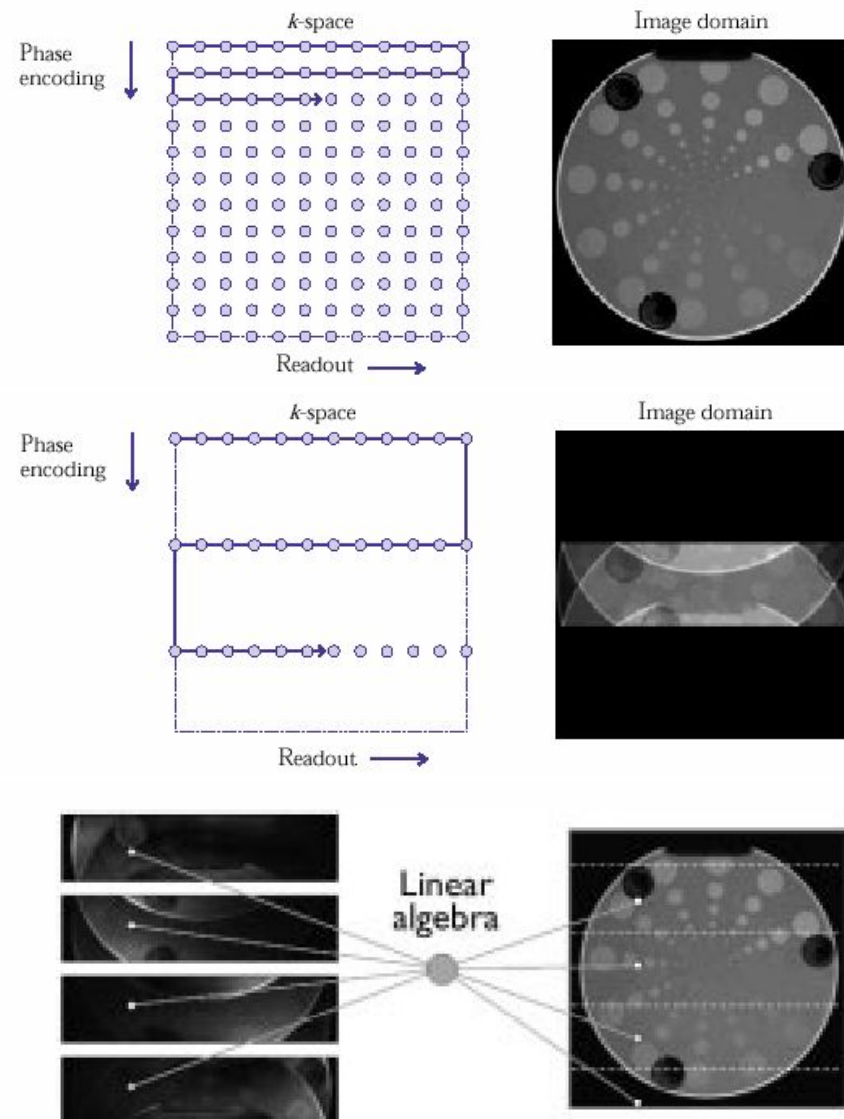 k-space
Image domain
Phase
encoding
Readout
k-space
Image domain
Phase
encoding
Readout
Linear
algebra